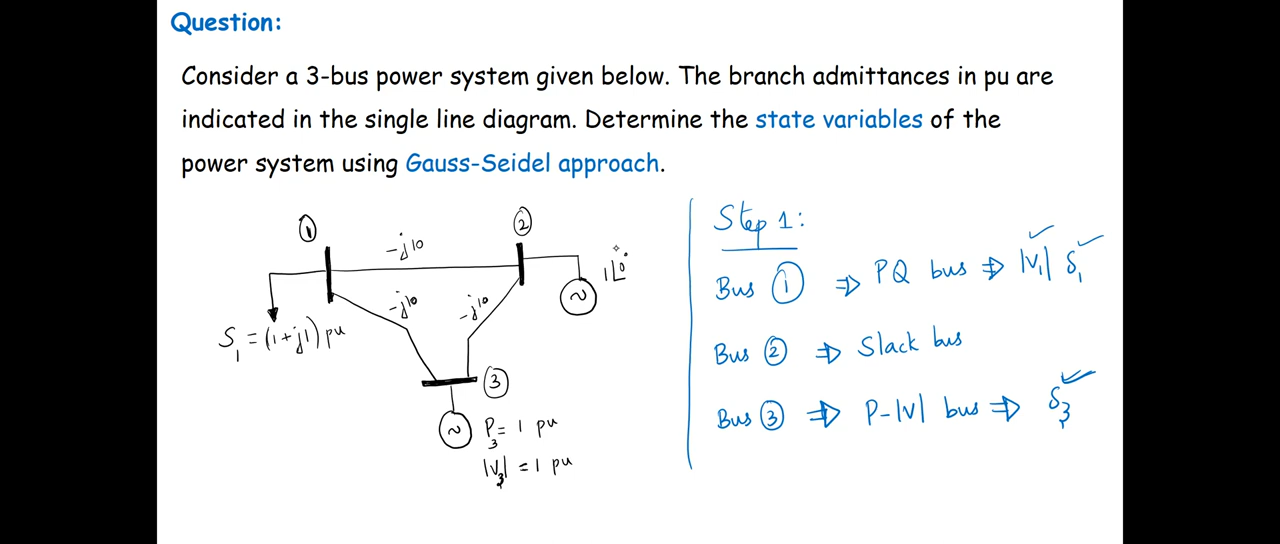 Question:
Consider a 3-bus power system given below. The branch admittances in pu are
indicated in the single line diagram. Determine the state variables of the
power system using Gauss-Seidel approach.
1
2
-j10
1∠0°
-j10
-j10
S₁ = (1+j1) pu
3
P₃ = 1 pu
|V₃| = 1 pu
Step 1:
Bus ① ⇒ PQ bus ⇒ |V₁| δ₁
Bus ② ⇒ Slack bus
Bus ③ ⇒ P-|V| bus ⇒ δ₃